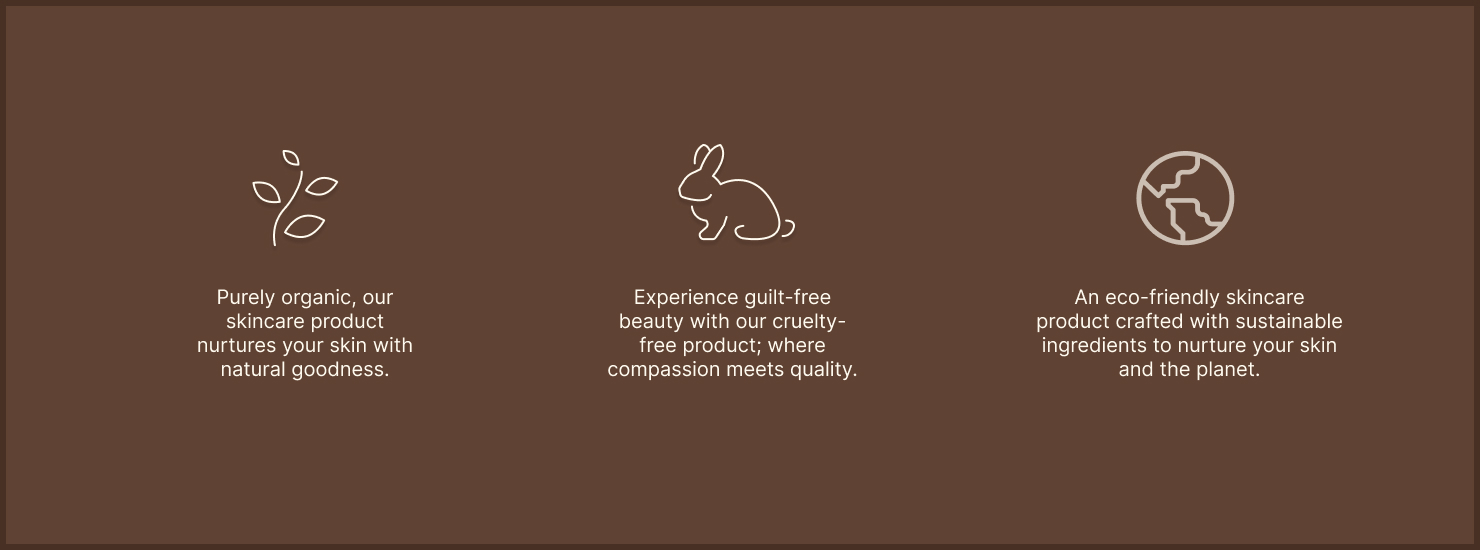 Purely organic, our
skincare product
nurtures your skin with
natural goodness.
Experience guilt-free
beauty with our cruelty-
free product; where
compassion meets quality.
An eco-friendly skincare
product crafted with sustainable
ingredients to nurture your skin
and the planet.